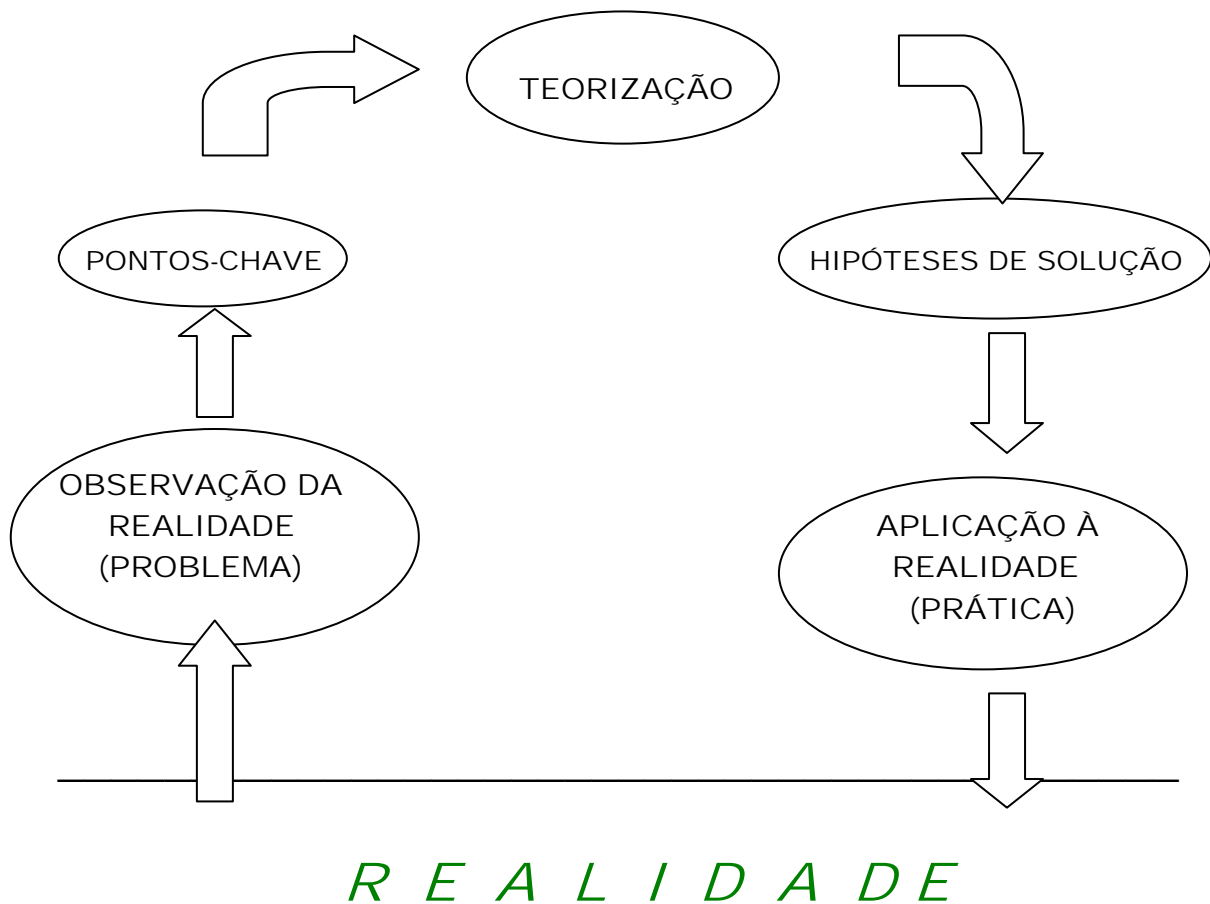 TEORIZAÇÃO
PONTOS-CHAVE
HIPÓTESES DE SOLUÇÃO
OBSERVAÇÃO DA
REALIDADE
(PROBLEMA)
APLICAÇÃO À
REALIDADE
(PRÁTICA)
R E A L I D A D E